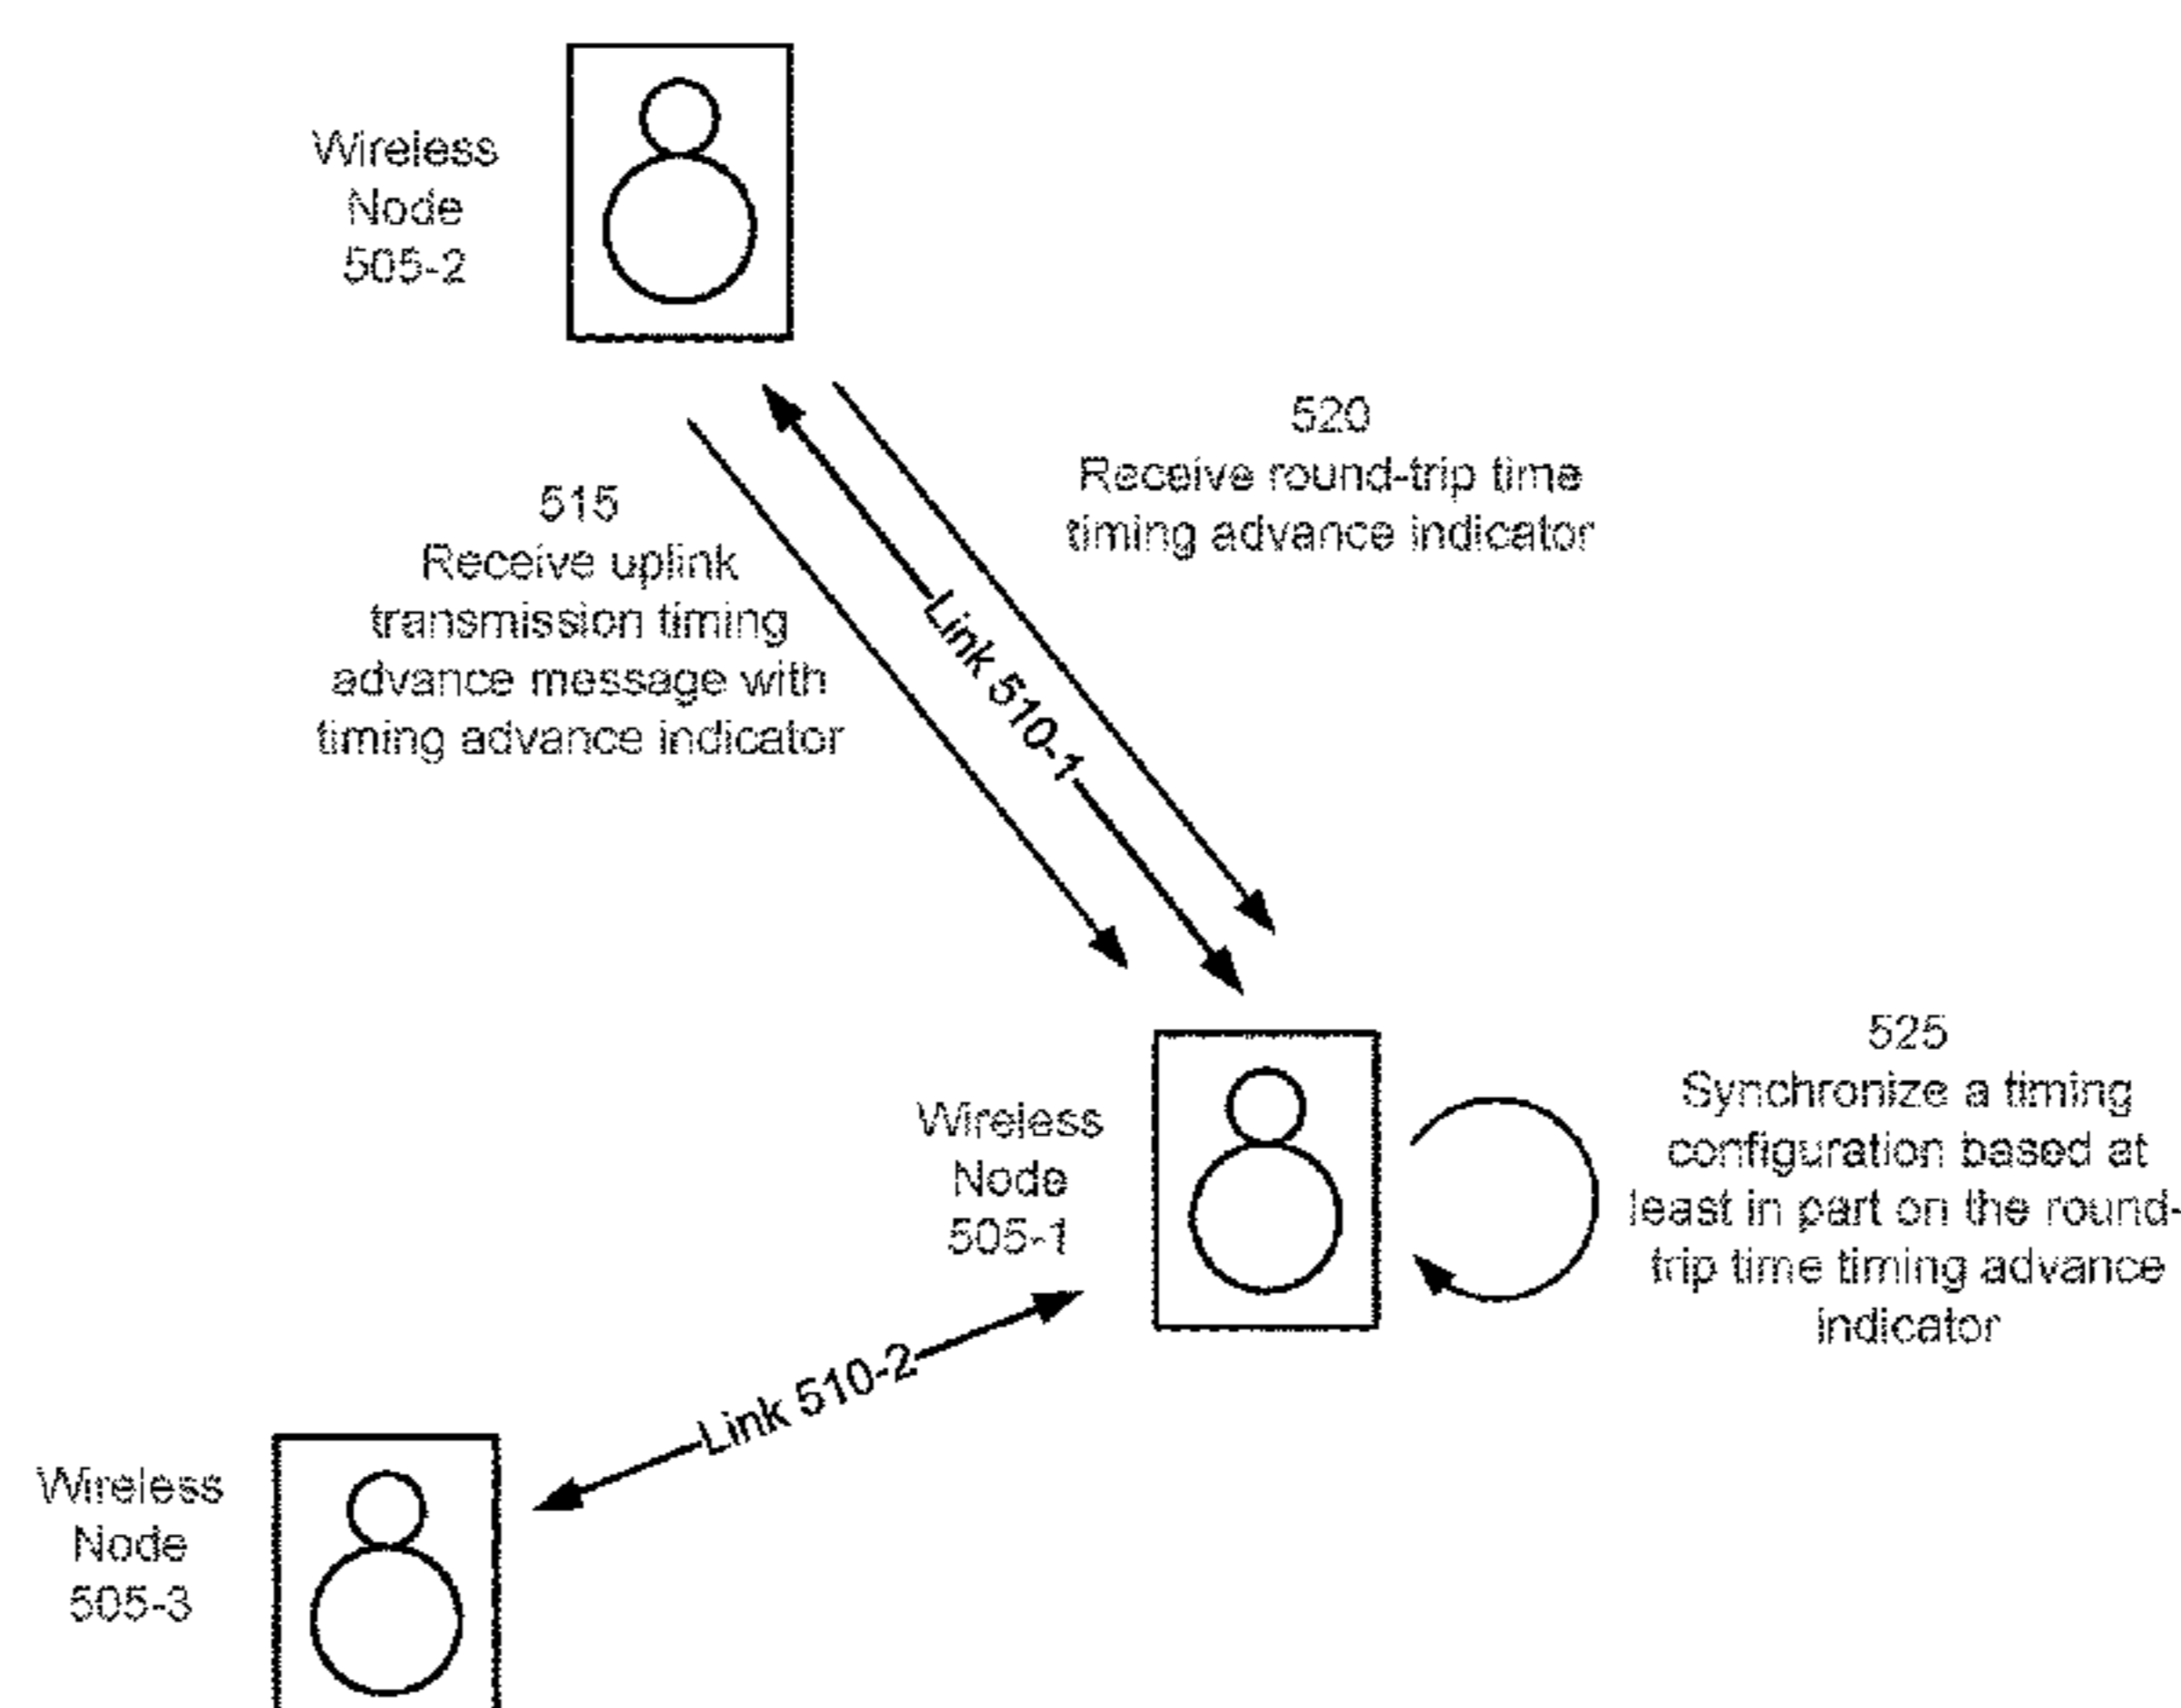 Wireless
Node
505-2
520
Receive round-trip time
timing advance indicator
515
Receive uplink
transmission timing
advance message with
timing advance indicator
Link 510-1
525
Synchronize a timing
configuration based at
least in part on the round-
trip time timing advance
indicator
Wireless
Node
505-1
Link 510-2
Wireless
Node
505-3